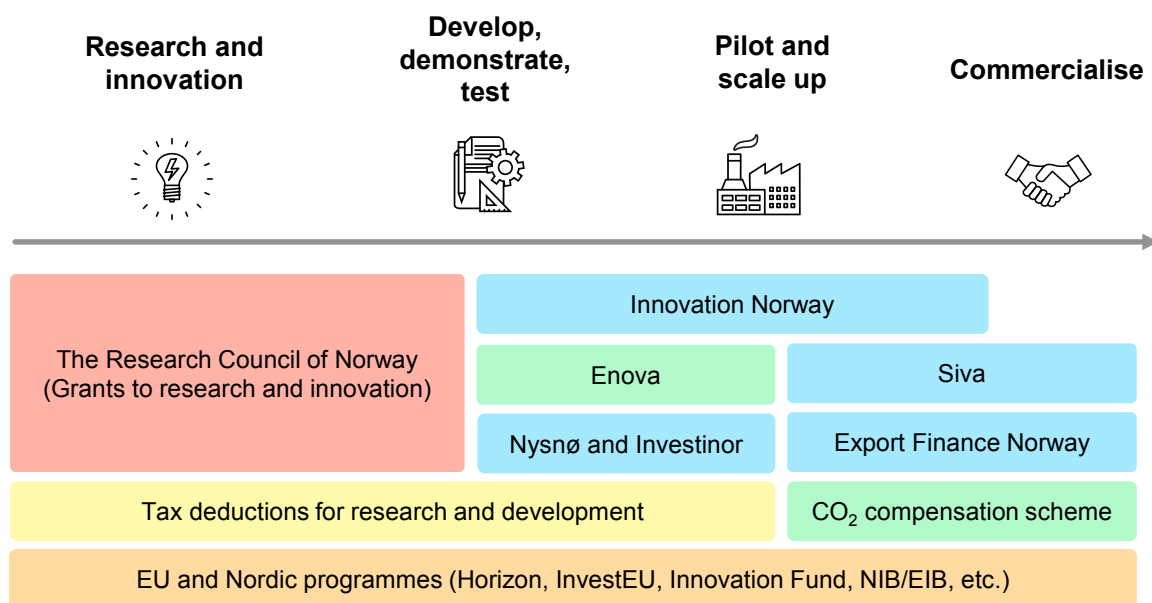 Research and
innovation
Develop,
demonstrate,
test
Pilot and
scale up
Commercialise
The Research Council of Norway
(Grants to research and innovation)
Innovation Norway
Enova
Siva
Nysnø and Investinor
Export Finance Norway
Tax deductions for research and development
CO₂ compensation scheme
EU and Nordic programmes (Horizon, InvestEU, Innovation Fund, NIB/EIB, etc.)